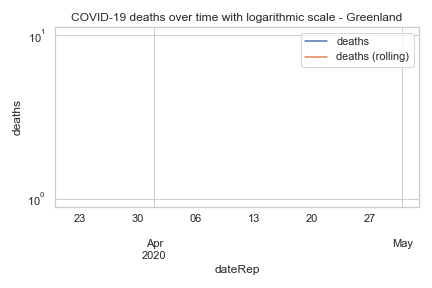 COVID-19 deaths over time with logarithmic scale - Greenland
deaths
deaths (rolling)
10¹
deaths
10⁰
23 30 06 13 20 27
Apr May
2020
dateRep